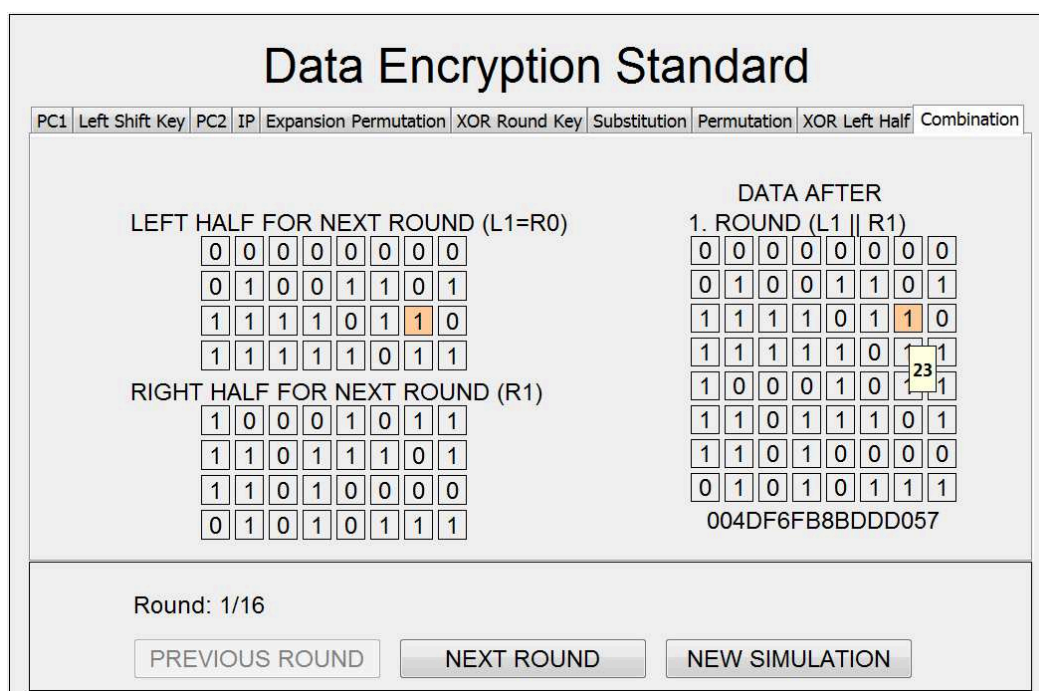 Data Encryption Standard
PC1 Left Shift Key PC2 IP Expansion Permutation XOR Round Key Substitution Permutation XOR Left Half Combination
LEFT HALF FOR NEXT ROUND (L1=R0)
0 0 0 0 0 0 0 0
0 1 0 0 1 1 0 1
1 1 1 1 0 1 1 0
1 1 1 1 1 0 1 1
RIGHT HALF FOR NEXT ROUND (R1)
1 0 0 0 1 0 1 1
1 1 0 1 1 1 0 1
1 1 0 1 0 0 0 0
0 1 0 1 0 1 1 1
DATA AFTER
1. ROUND (L1 || R1)
0 0 0 0 0 0 0 0
0 1 0 0 1 1 0 1
1 1 1 1 0 1 1 0
1 1 1 1 1 0 1 1
23
1 0 0 0 1 0 1 1
1 1 0 1 1 1 0 1
1 1 0 1 0 0 0 0
0 1 0 1 0 1 1 1
004DF6FB8BDDD057
Round: 1/16
PREVIOUS ROUND NEXT ROUND NEW SIMULATION